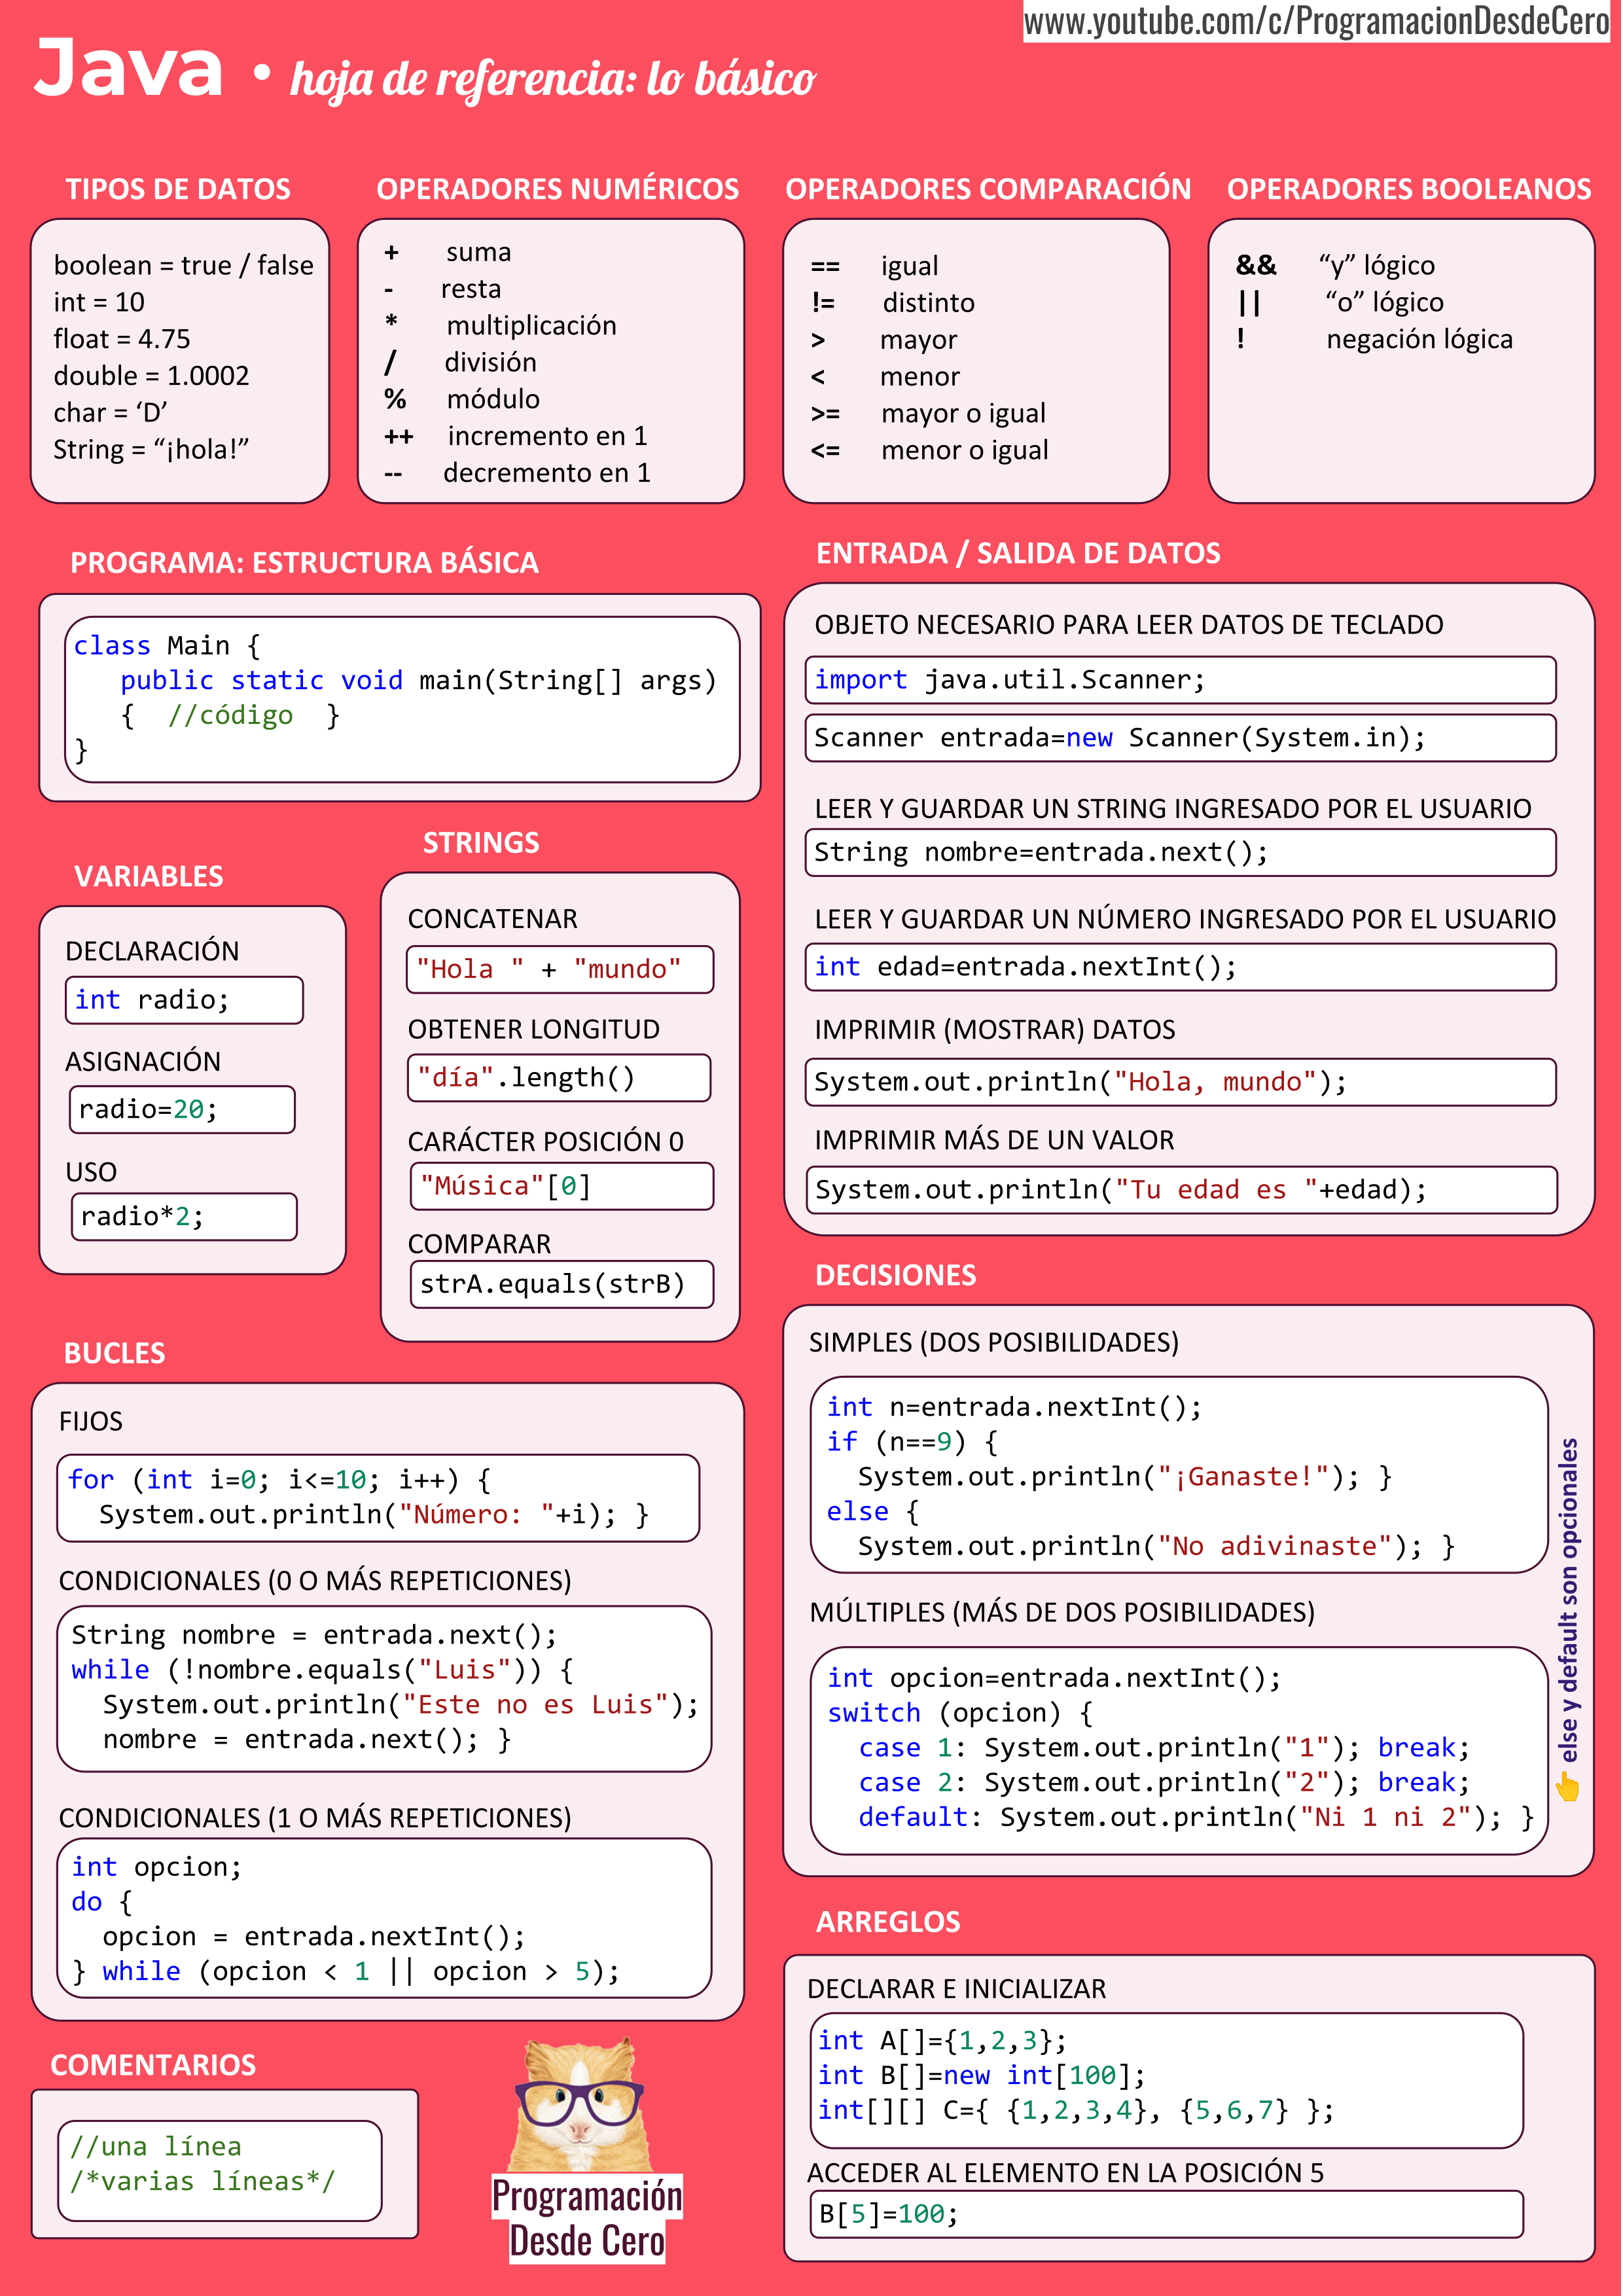 www.youtube.com/c/ProgramacionDesdeCero
Java • hoja de referencia: lo básico
TIPOS DE DATOS
boolean = true / false
int = 10
float = 4.75
double = 1.0002
char = ‘D’
String = “¡hola!”
OPERADORES NUMÉRICOS
+ suma
- resta
* multiplicación
/ división
% módulo
++ incremento en 1
-- decremento en 1
OPERADORES COMPARACIÓN
== igual
!= distinto
> mayor
< menor
>= mayor o igual
<= menor o igual
OPERADORES BOOLEANOS
&& “y” lógico
|| “o” lógico
! negación lógica
PROGRAMA: ESTRUCTURA BÁSICA
class Main {
public static void main(String[] args)
{ //código }
}
ENTRADA / SALIDA DE DATOS
OBJETO NECESARIO PARA LEER DATOS DE TECLADO
import java.util.Scanner;
Scanner entrada=new Scanner(System.in);
LEER Y GUARDAR UN STRING INGRESADO POR EL USUARIO
String nombre=entrada.next();
LEER Y GUARDAR UN NÚMERO INGRESADO POR EL USUARIO
int edad=entrada.nextInt();
IMPRIMIR (MOSTRAR) DATOS
System.out.println("Hola, mundo");
IMPRIMIR MÁS DE UN VALOR
System.out.println("Tu edad es "+edad);
VARIABLES
DECLARACIÓN
int radio;
ASIGNACIÓN
radio=20;
USO
radio*2;
STRINGS
CONCATENAR
"Hola " + "mundo"
OBTENER LONGITUD
"día".length()
CARÁCTER POSICIÓN 0
"Música"[0]
COMPARAR
strA.equals(strB)
BUCLES
FIJOS
for (int i=0; i<=10; i++) {
System.out.println("Número: "+i); }
CONDICIONALES (0 O MÁS REPETICIONES)
String nombre = entrada.next();
while (!nombre.equals("Luis")) {
System.out.println("Este no es Luis");
nombre = entrada.next(); }
CONDICIONALES (1 O MÁS REPETICIONES)
int opcion;
do {
opcion = entrada.nextInt();
} while (opcion < 1 || opcion > 5);
DECISIONES
SIMPLES (DOS POSIBILIDADES)
int n=entrada.nextInt();
if (n==9) {
System.out.println("¡Ganaste!"); }
else {
System.out.println("No adivinaste"); }
MÚLTIPLES (MÁS DE DOS POSIBILIDADES)
int opcion=entrada.nextInt();
switch (opcion) {
case 1: System.out.println("1"); break;
case 2: System.out.println("2"); break;
default: System.out.println("Ni 1 ni 2"); }
👆 else y default son opcionales
ARREGLOS
DECLARAR E INICIALIZAR
int A[]={1,2,3};
int B[]=new int[100];
int[][] C={ {1,2,3,4}, {5,6,7} };
ACCEDER AL ELEMENTO EN LA POSICIÓN 5
B[5]=100;
COMENTARIOS
//una línea
/*varias líneas*/
Programación
Desde Cero